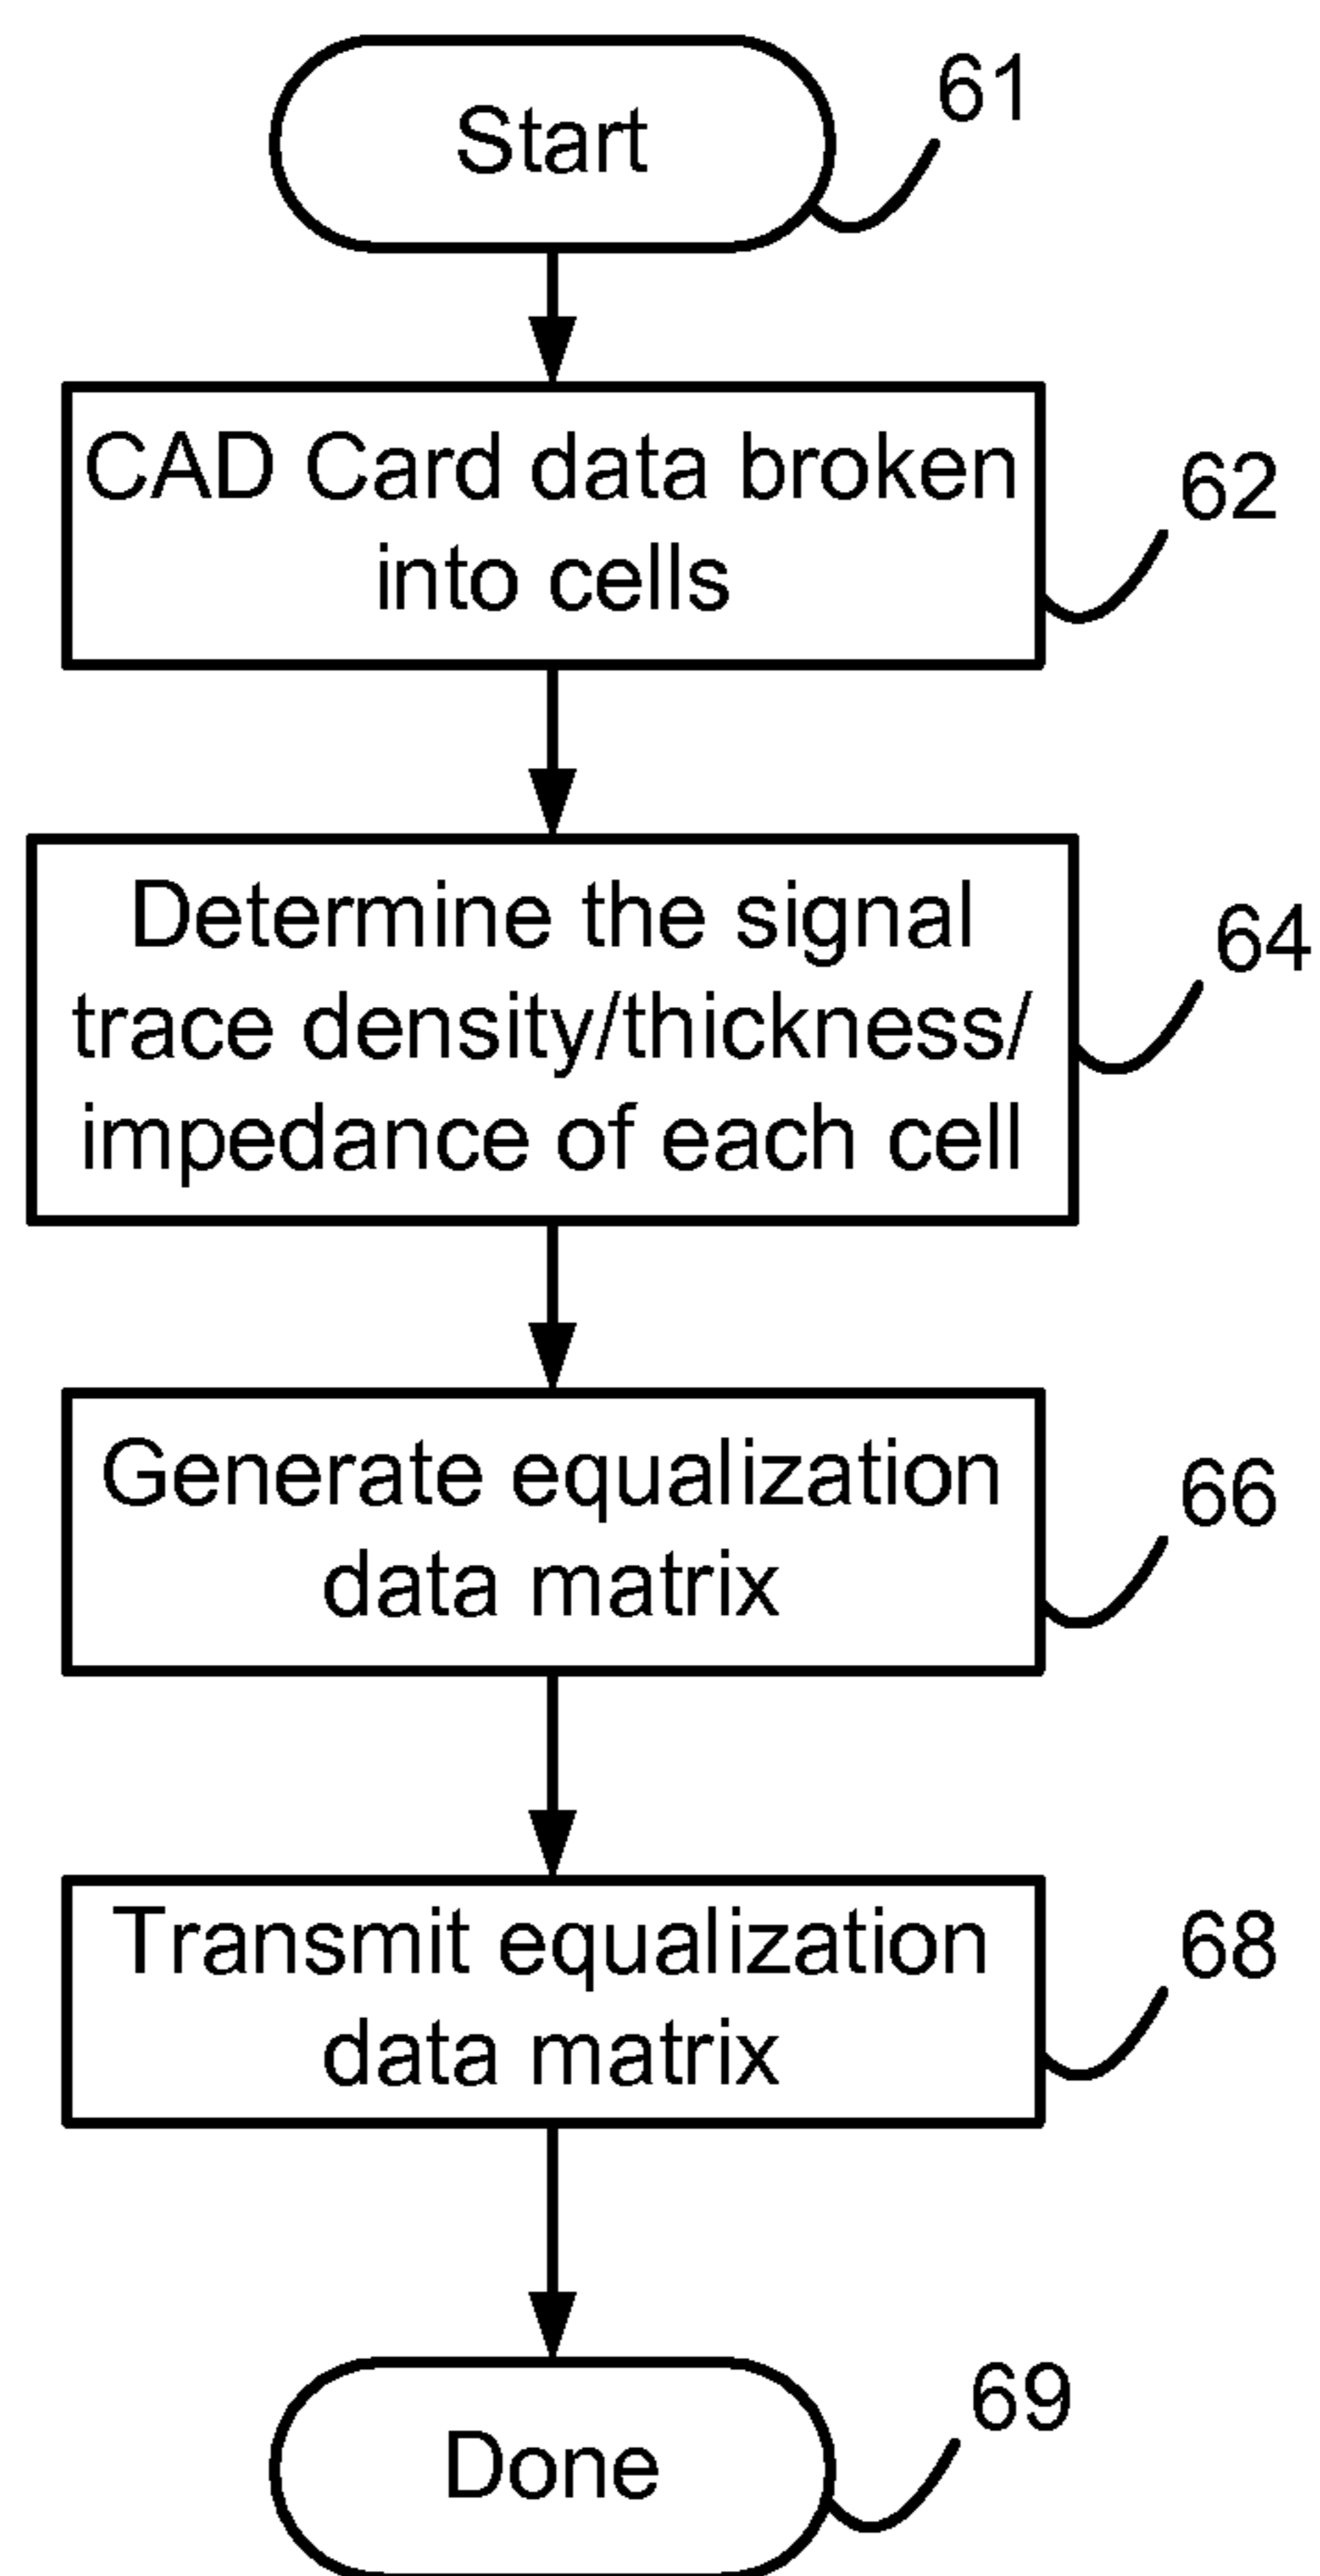 Start
61
CAD Card data broken
into cells
62
Determine the signal
trace density/thickness/
impedance of each cell
64
Generate equalization
data matrix
66
Transmit equalization
data matrix
68
Done
69